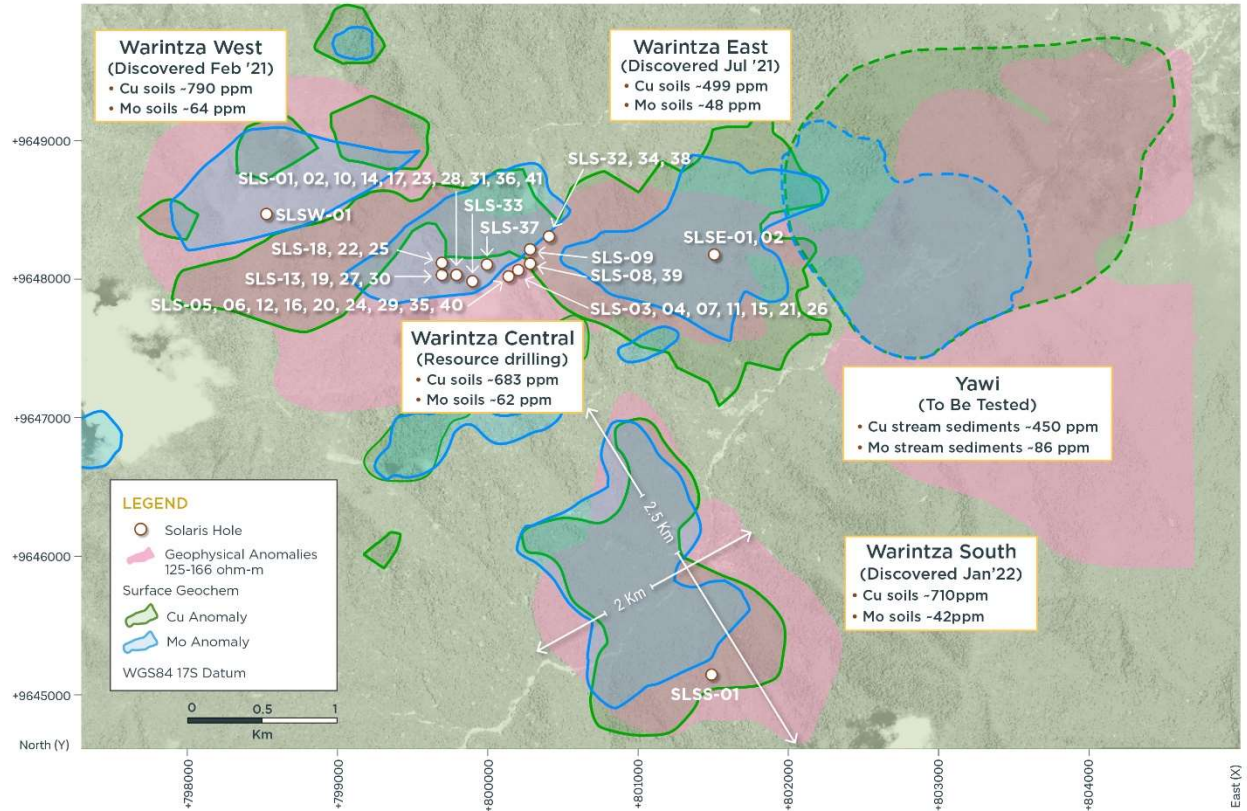 Warintza West
(Discovered Feb '21)
• Cu soils ~790 ppm
• Mo soils ~64 ppm
Warintza East
(Discovered Jul '21)
• Cu soils ~499 ppm
• Mo soils ~48 ppm
+9649000
SLS-32, 34, 38
SLS-01, 02, 10, 14, 17, 23, 28, 31, 36, 41
SLSW-01
SLS-33
SLS-37
SLS-18, 22, 25
SLS-09
SLSE-01, 02
+9648000
SLS-13, 19, 27, 30
SLS-08, 39
SLS-05, 06, 12, 16, 20, 24, 29, 35, 40
SLS-03, 04, 07, 11, 15, 21, 26
Warintza Central
(Resource drilling)
• Cu soils ~683 ppm
• Mo soils ~62 ppm
Yawi
(To Be Tested)
• Cu stream sediments ~450 ppm
• Mo stream sediments ~86 ppm
+9647000
LEGEND
Solaris Hole
Geophysical Anomalies
125-166 ohm-m
Surface Geochem
Cu Anomaly
Mo Anomaly
WGS84 17S Datum
2.5 Km
2 Km
+9646000
Warintza South
(Discovered Jan'22)
• Cu soils ~710ppm
• Mo soils ~42ppm
SLSS-01
+9645000
0 0.5 1
Km
North (Y)
+798000
+799000
+800000
+801000
+802000
+803000
+804000
East (X)